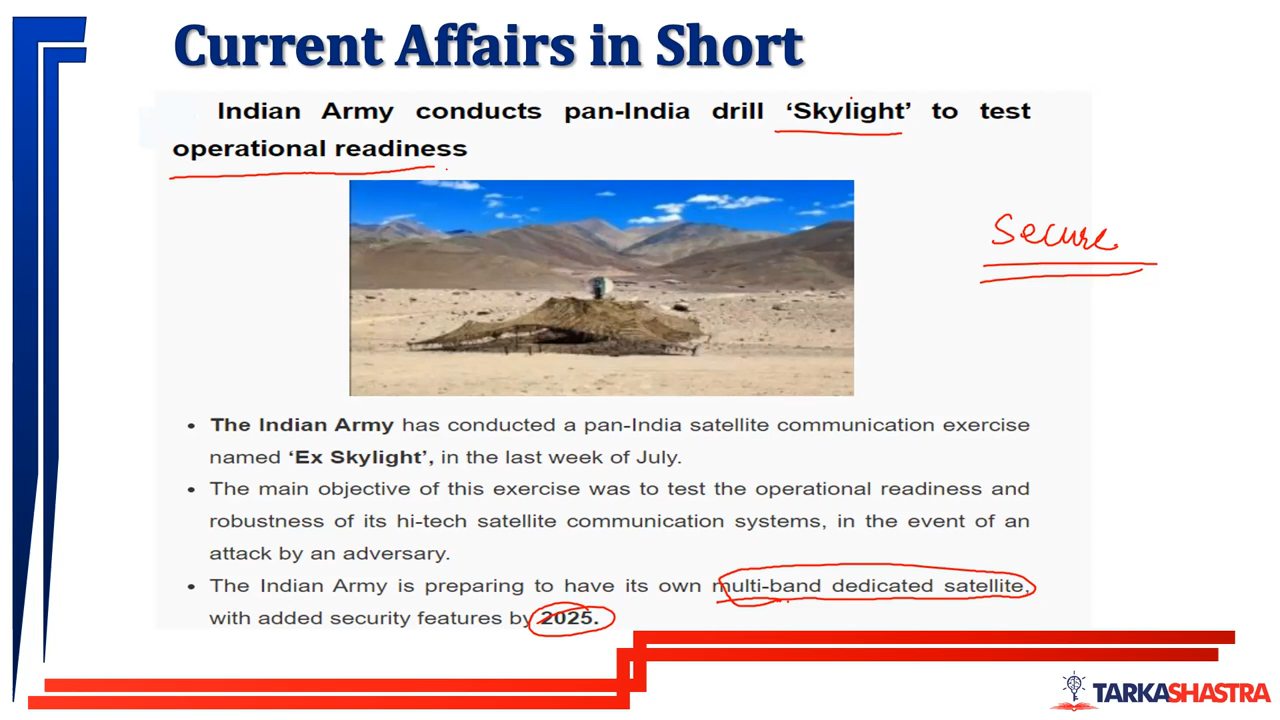 Current Affairs in Short
Indian Army conducts pan-India drill ‘Skylight’ to test
operational readiness
Secure
• The Indian Army has conducted a pan-India satellite communication exercise
named ‘Ex Skylight’, in the last week of July.
• The main objective of this exercise was to test the operational readiness and
robustness of its hi-tech satellite communication systems, in the event of an
attack by an adversary.
• The Indian Army is preparing to have its own multi-band dedicated satellite,
with added security features by 2025.
TARKASHASTRA